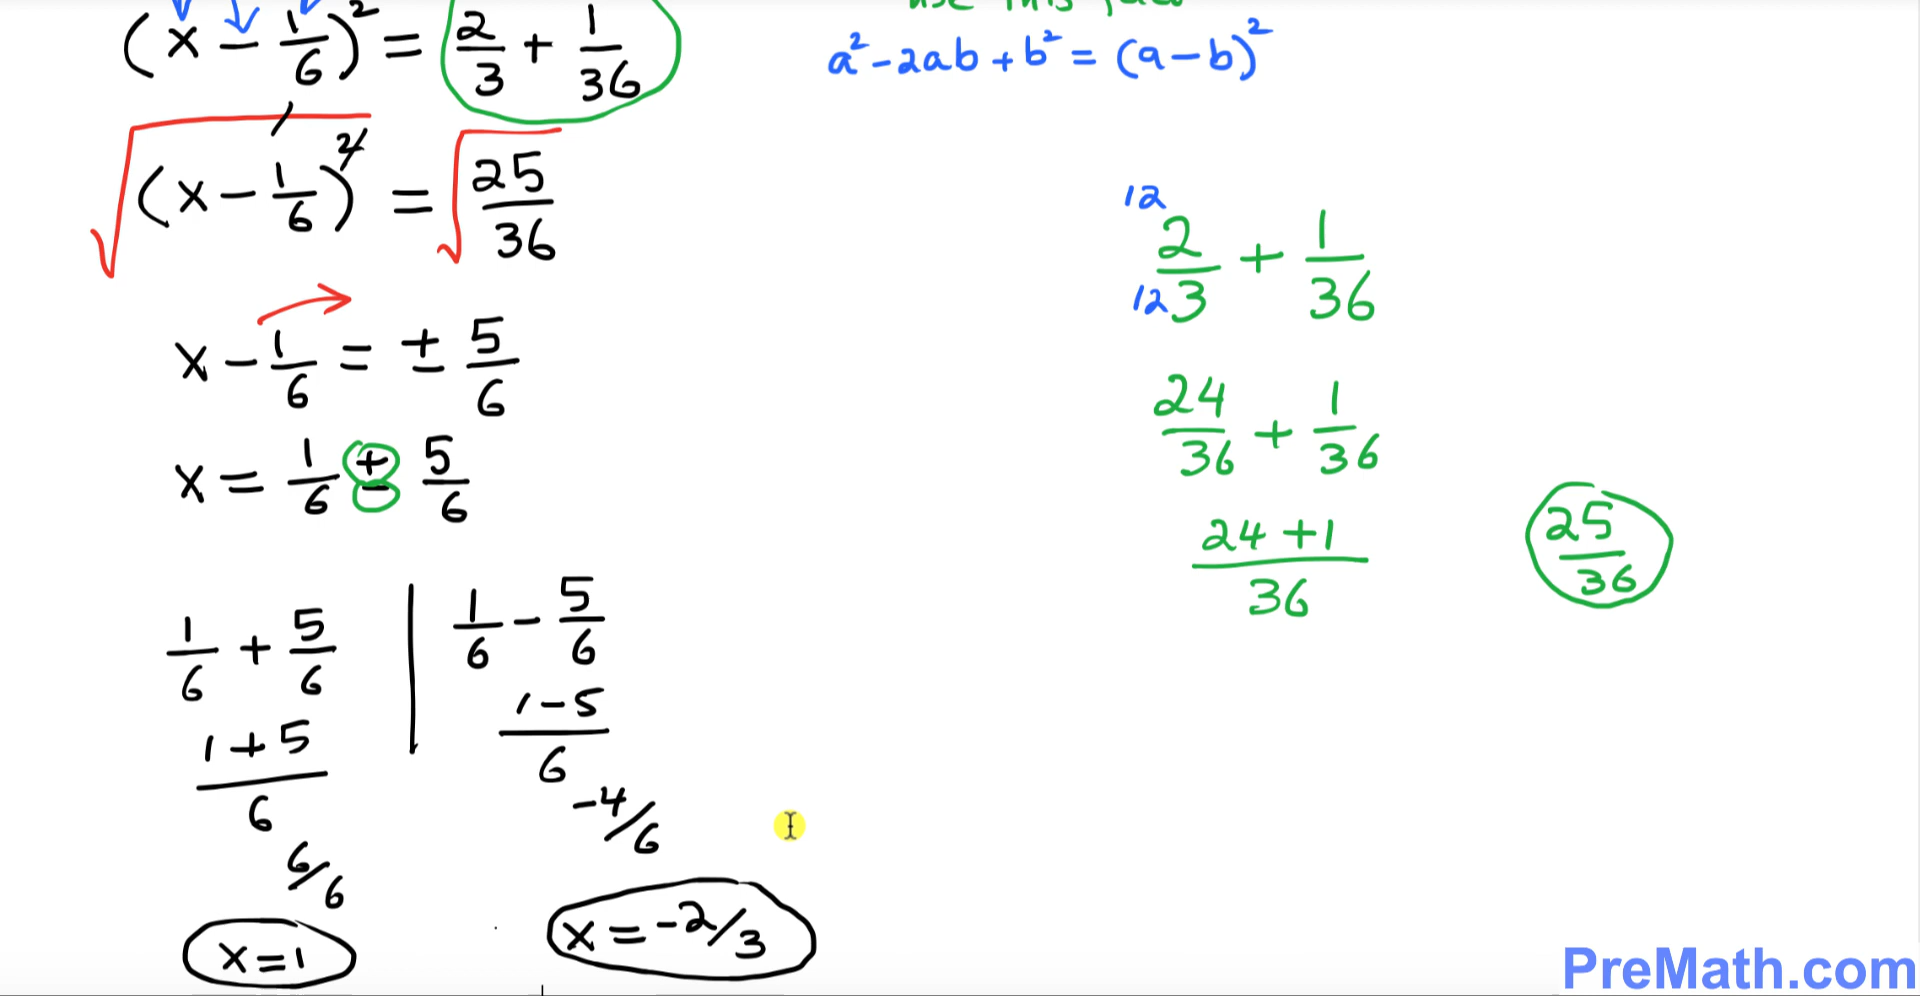 (x - 1/6)² = 2/3 + 1/36
√(x - 1/6)² = √25/36
x - 1/6 = ± 5/6
x = 1/6 ± 5/6
1/6 + 5/6
1+5/6
6/6
x=1
1/6 - 5/6
1-5/6
-4/6
x = -2/3
a² - 2ab + b² = (a-b)²
12 2/12 3 + 1/36
24/36 + 1/36
24+1/36
25/36
PreMath.com